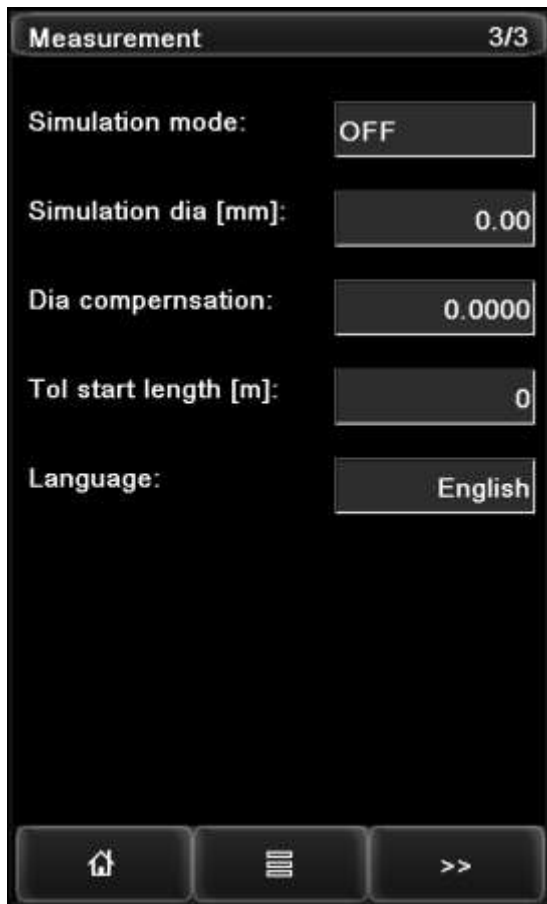 Measurement 3/3
Simulation mode: OFF
Simulation dia [mm]: 0.00
Dia compernsation: 0.0000
Tol start length [m]: 0
Language: English
>>